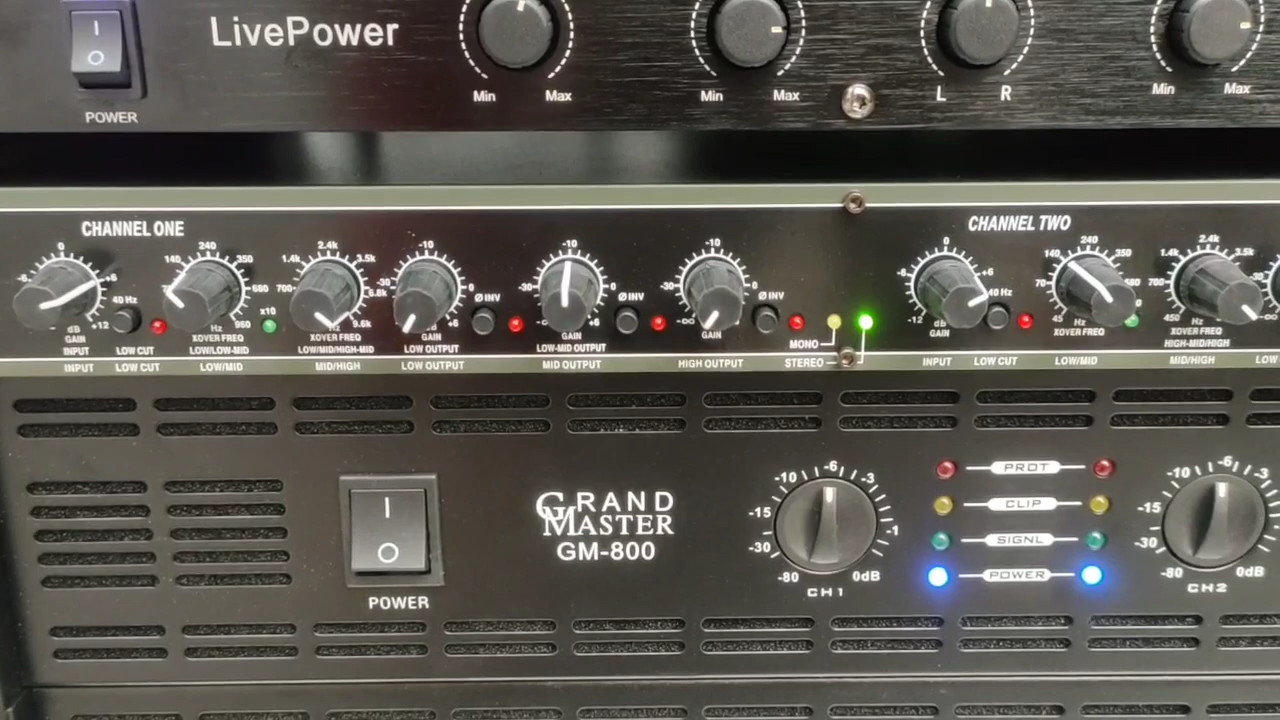 LivePower
POWER
Min Max
Min Max
L R
Min Max
CHANNEL ONE
CHANNEL TWO
0
-6 +6
+12
dB
GAIN
INPUT
INPUT
40 Hz
LOW CUT
LOW CUT
240
140 350
680
960
Hz
x10
XOVER FREQ
LOW/LOW-MID
LOW/MID
2.4k
1.4k 3.5k
700 6.8k
9.6k
Hz
XOVER FREQ
LOW/MID/HIGH-MID
MID/HIGH
-10
-30 0
+6
GAIN
LOW OUTPUT
LOW OUTPUT
Ø INV
-10
-30 0
-∞ +6
GAIN
LOW-MID OUTPUT
MID OUTPUT
Ø INV
-10
-30 0
-∞
GAIN
HIGH OUTPUT
Ø INV
MONO
STEREO
0
-6 +6
-12
dB
GAIN
INPUT
40 Hz
LOW CUT
240
140 350
70
45 Hz
XOVER FREQ
LOW/MID
2.4k
1.4k 3.5k
700
450 Hz
XOVER FREQ
HIGH-MID/HIGH
MID/HIGH
LOW
POWER
GRAND
MASTER
GM-800
-6
-10 -3
-15 -1
-30
-80 0dB
CH1
PROT
CLIP
SIGNL
POWER
-6
-10 -3
-15
-30
-80 0dB
CH2